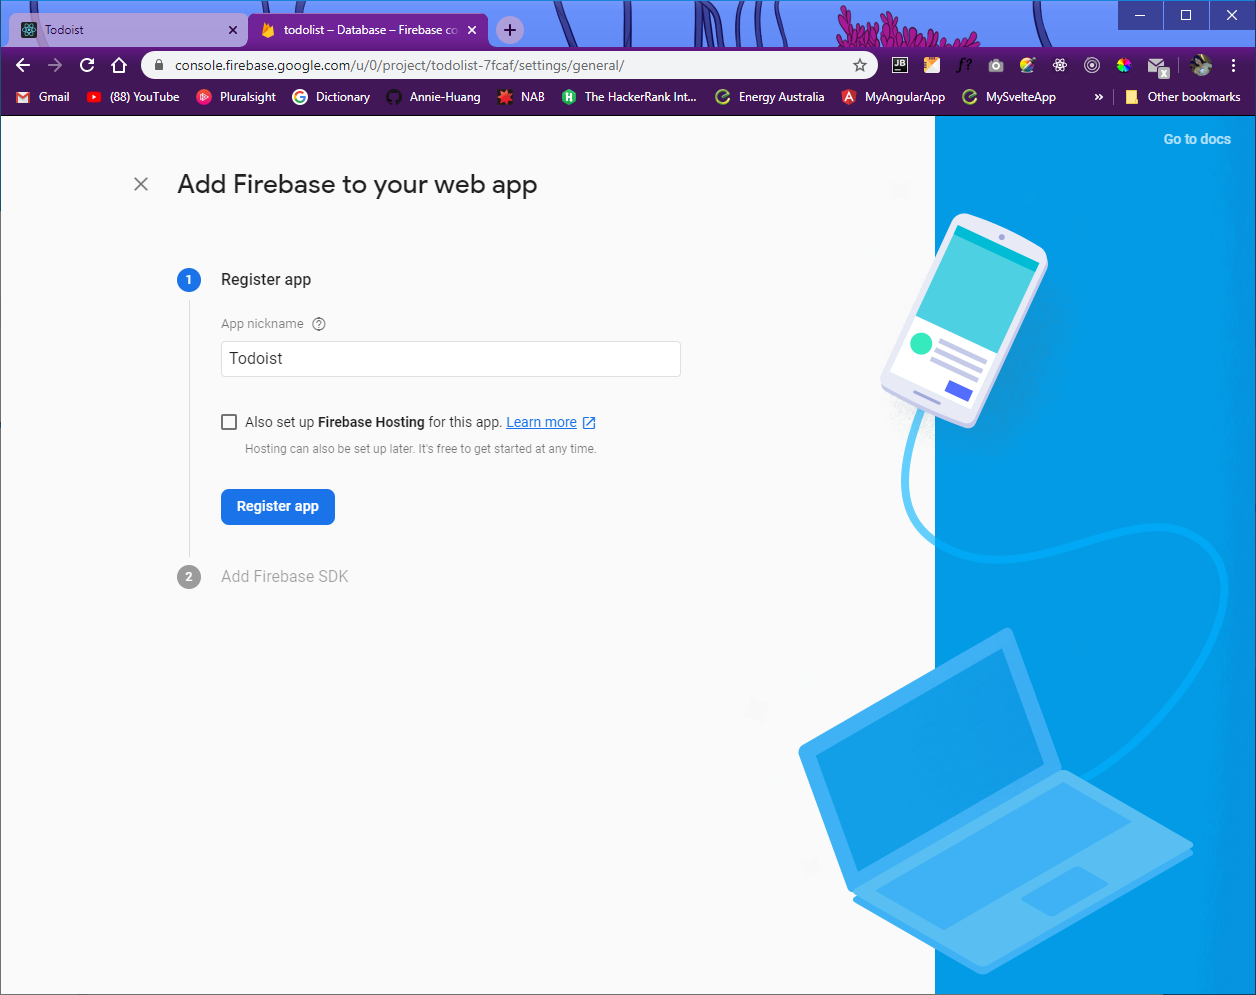 Todoist
todolist – Database – Firebase co
console.firebase.google.com/u/0/project/todolist-7fcaf/settings/general/
JB
f?
x
Gmail
(88) YouTube
Pluralsight
Dictionary
Annie-Huang
NAB
The HackerRank Int...
Energy Australia
MyAngularApp
MySvelteApp
»
Other bookmarks
Go to docs
Add Firebase to your web app
1 Register app
App nickname ?
Todoist
Also set up Firebase Hosting for this app. Learn more
Hosting can also be set up later. It's free to get started at any time.
Register app
2 Add Firebase SDK